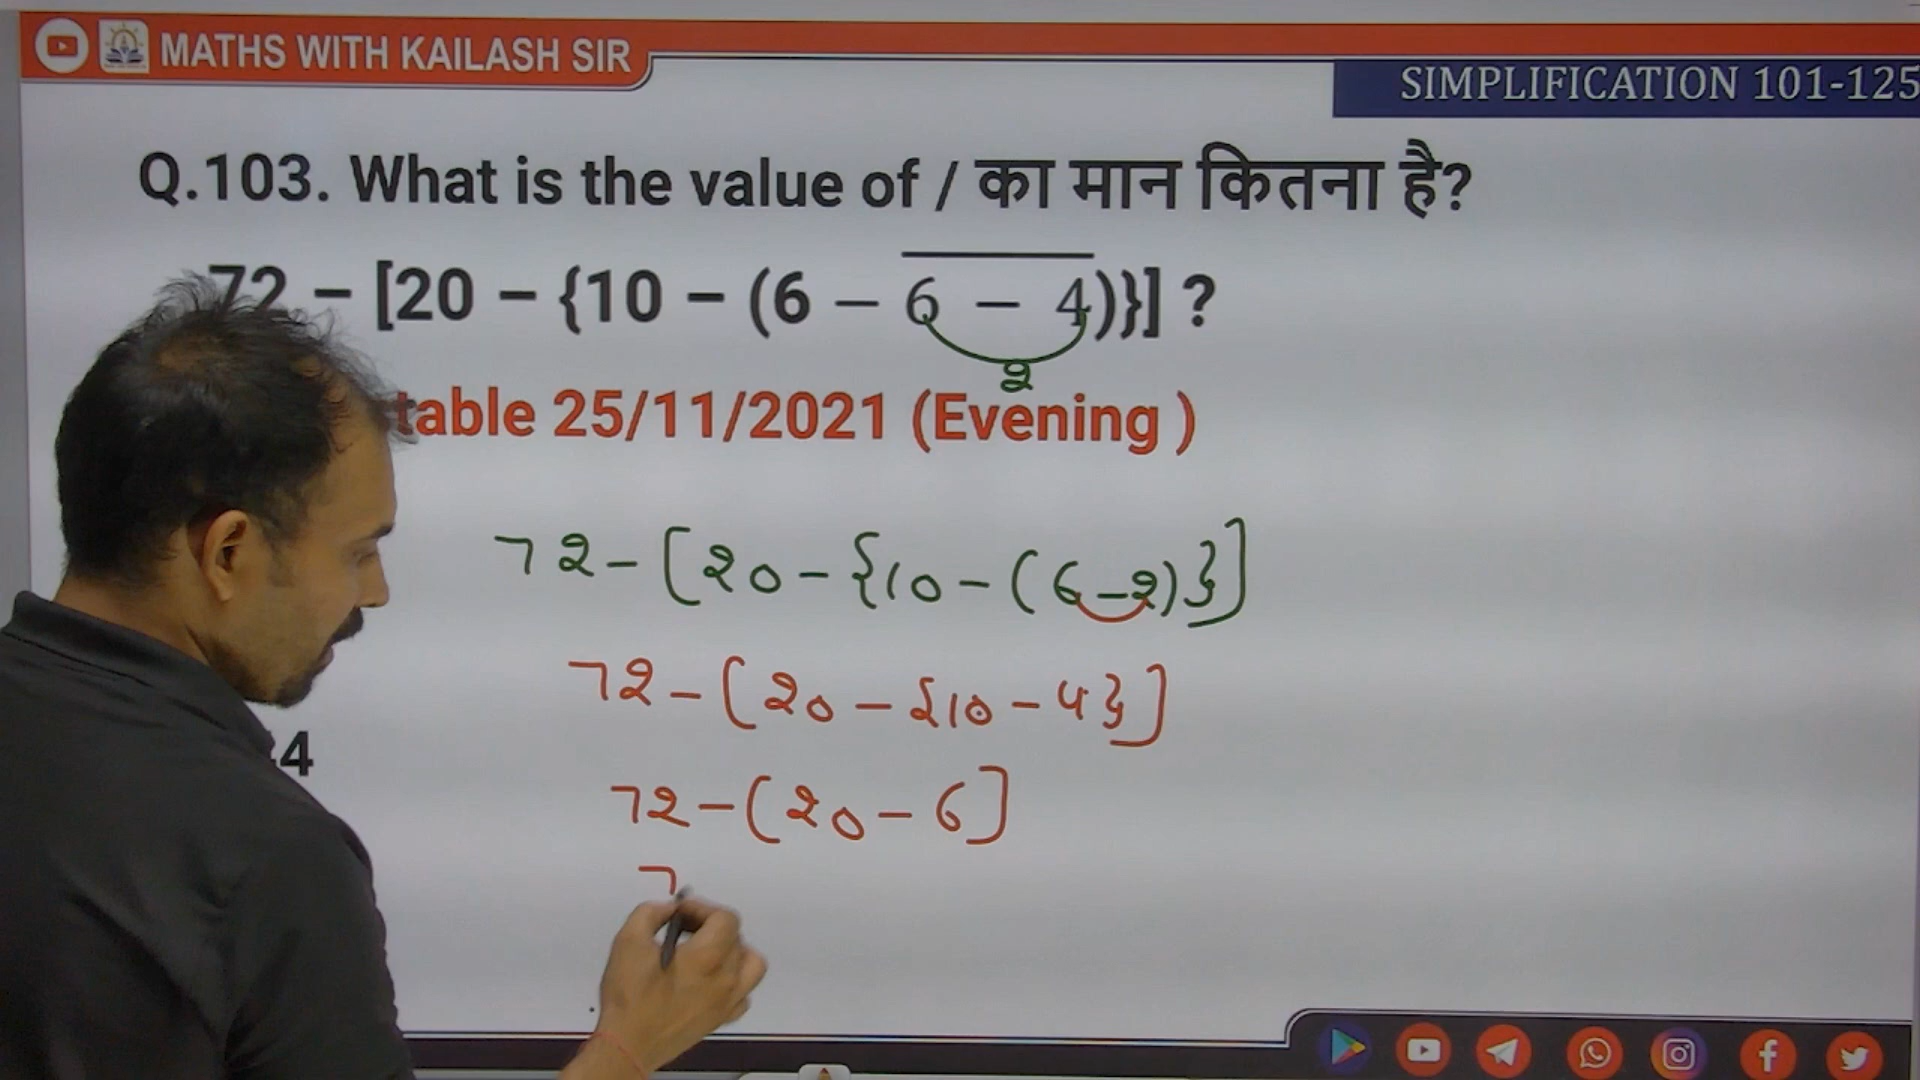 MATHS WITH KAILASH SIR
SIMPLIFICATION 101-125
Q.103. What is the value of / का मान कितना है?
72 – [20 – {10 – (6 – 6 – 4)}] ?
2
table 25/11/2021 (Evening )
72-[20-{10-(6-2)}]
72-[20-{10-4}]
4
72-[20-6]
7